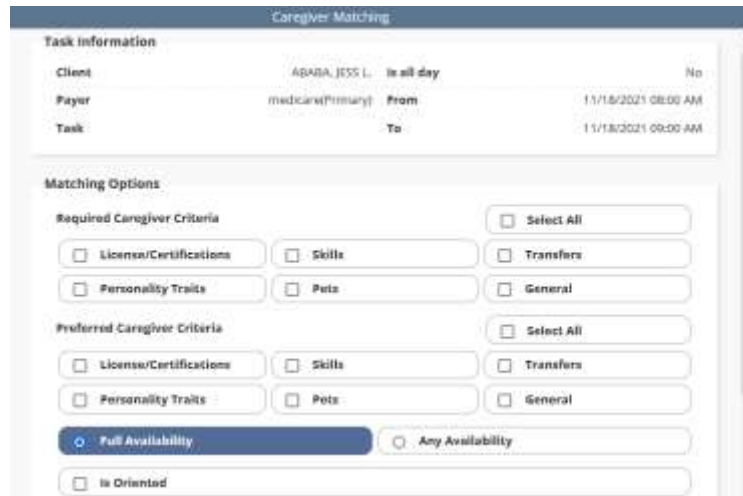 Caregiver Matching
Task Information
Client ABABA, JESS L. Is all day No
Payer medicare(Primary) From 11/18/2021 08:00 AM
Task To 11/18/2021 09:00 AM
Matching Options
Required Caregiver Criteria Select All
License/Certifications Skills Transfers
Personality Traits Pets General
Preferred Caregiver Criteria Select All
License/Certifications Skills Transfers
Personality Traits Pets General
Full Availability Any Availability
Is Oriented